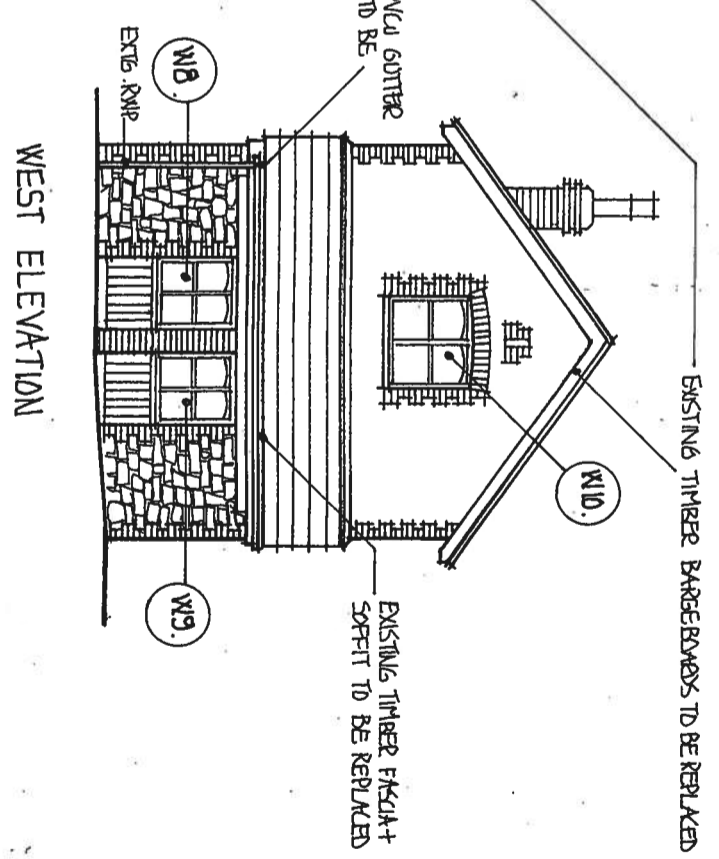 EXISTING TIMBER BARGEBOARDS TO BE REPLACED
W10.
EXISTING TIMBER FASCIA +
SOFFIT TO BE REPLACED
GUTTER
TO BE
W8.
EXTG. RWP
W9.
WEST ELEVATION